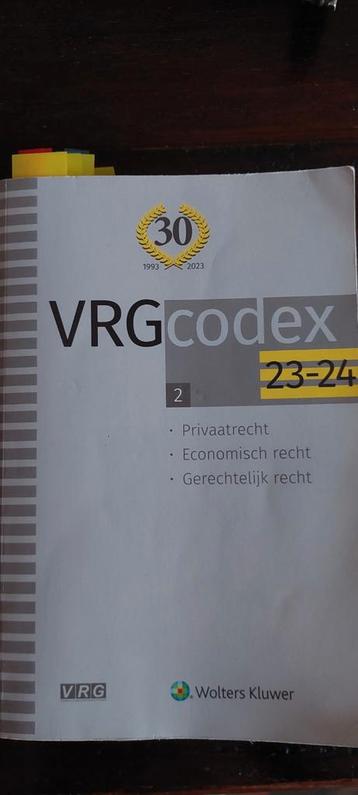 30
1993 2023
VRGcodex
23-24
2
· Privaatrecht
· Economisch recht
· Gerechtelijk recht
VRG Wolters Kluwer